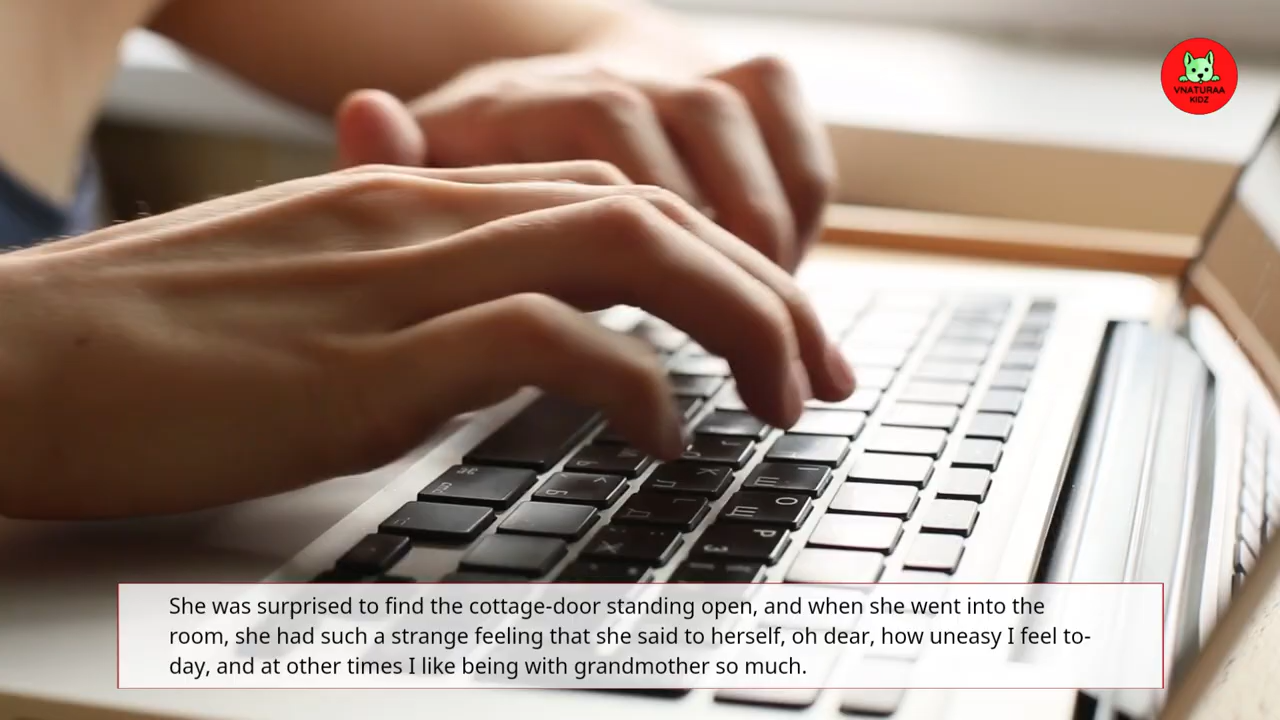 VNATURAA
KIDZ
She was surprised to find the cottage-door standing open, and when she went into the
room, she had such a strange feeling that she said to herself, oh dear, how uneasy I feel to-
day, and at other times I like being with grandmother so much.